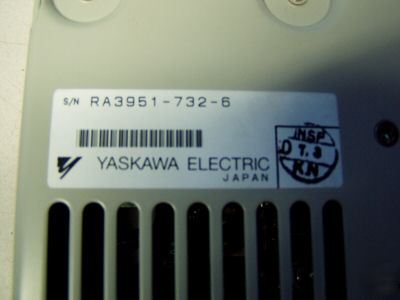 S/N RA3951-732-6
YASKAWA ELECTRIC
JAPAN
INSP
7.3
KN